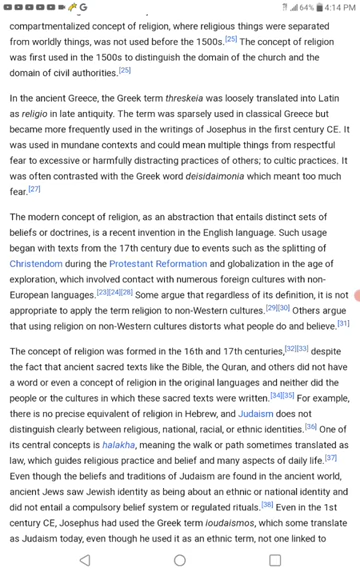 64% 4:14 PM
compartmentalized concept of religion, where religious things were separated
from worldly things, was not used before the 1500s.[25] The concept of religion
was first used in the 1500s to distinguish the domain of the church and the
domain of civil authorities.[25]
In the ancient Greece, the Greek term threskeia was loosely translated into Latin
as religio in late antiquity. The term was sparsely used in classical Greece but
became more frequently used in the writings of Josephus in the first century CE. It
was used in mundane contexts and could mean multiple things from respectful
fear to excessive or harmfully distracting practices of others; to cultic practices. It
was often contrasted with the Greek word deisidaimonia which meant too much
fear.[27]
The modern concept of religion, as an abstraction that entails distinct sets of
beliefs or doctrines, is a recent invention in the English language. Such usage
began with texts from the 17th century due to events such as the splitting of
Christendom during the Protestant Reformation and globalization in the age of
exploration, which involved contact with numerous foreign cultures with non-
European languages.[23][24][28] Some argue that regardless of its definition, it is not
appropriate to apply the term religion to non-Western cultures.[29][30] Others argue
that using religion on non-Western cultures distorts what people do and believe.[31]
The concept of religion was formed in the 16th and 17th centuries,[32][33] despite
the fact that ancient sacred texts like the Bible, the Quran, and others did not have
a word or even a concept of religion in the original languages and neither did the
people or the cultures in which these sacred texts were written.[34][35] For example,
there is no precise equivalent of religion in Hebrew, and Judaism does not
distinguish clearly between religious, national, racial, or ethnic identities.[36] One of
its central concepts is halakha, meaning the walk or path sometimes translated as
law, which guides religious practice and belief and many aspects of daily life.[37]
Even though the beliefs and traditions of Judaism are found in the ancient world,
ancient Jews saw Jewish identity as being about an ethnic or national identity and
did not entail a compulsory belief system or regulated rituals.[38] Even in the 1st
century CE, Josephus had used the Greek term ioudaismos, which some translate
as Judaism today, even though he used it as an ethnic term, not one linked to